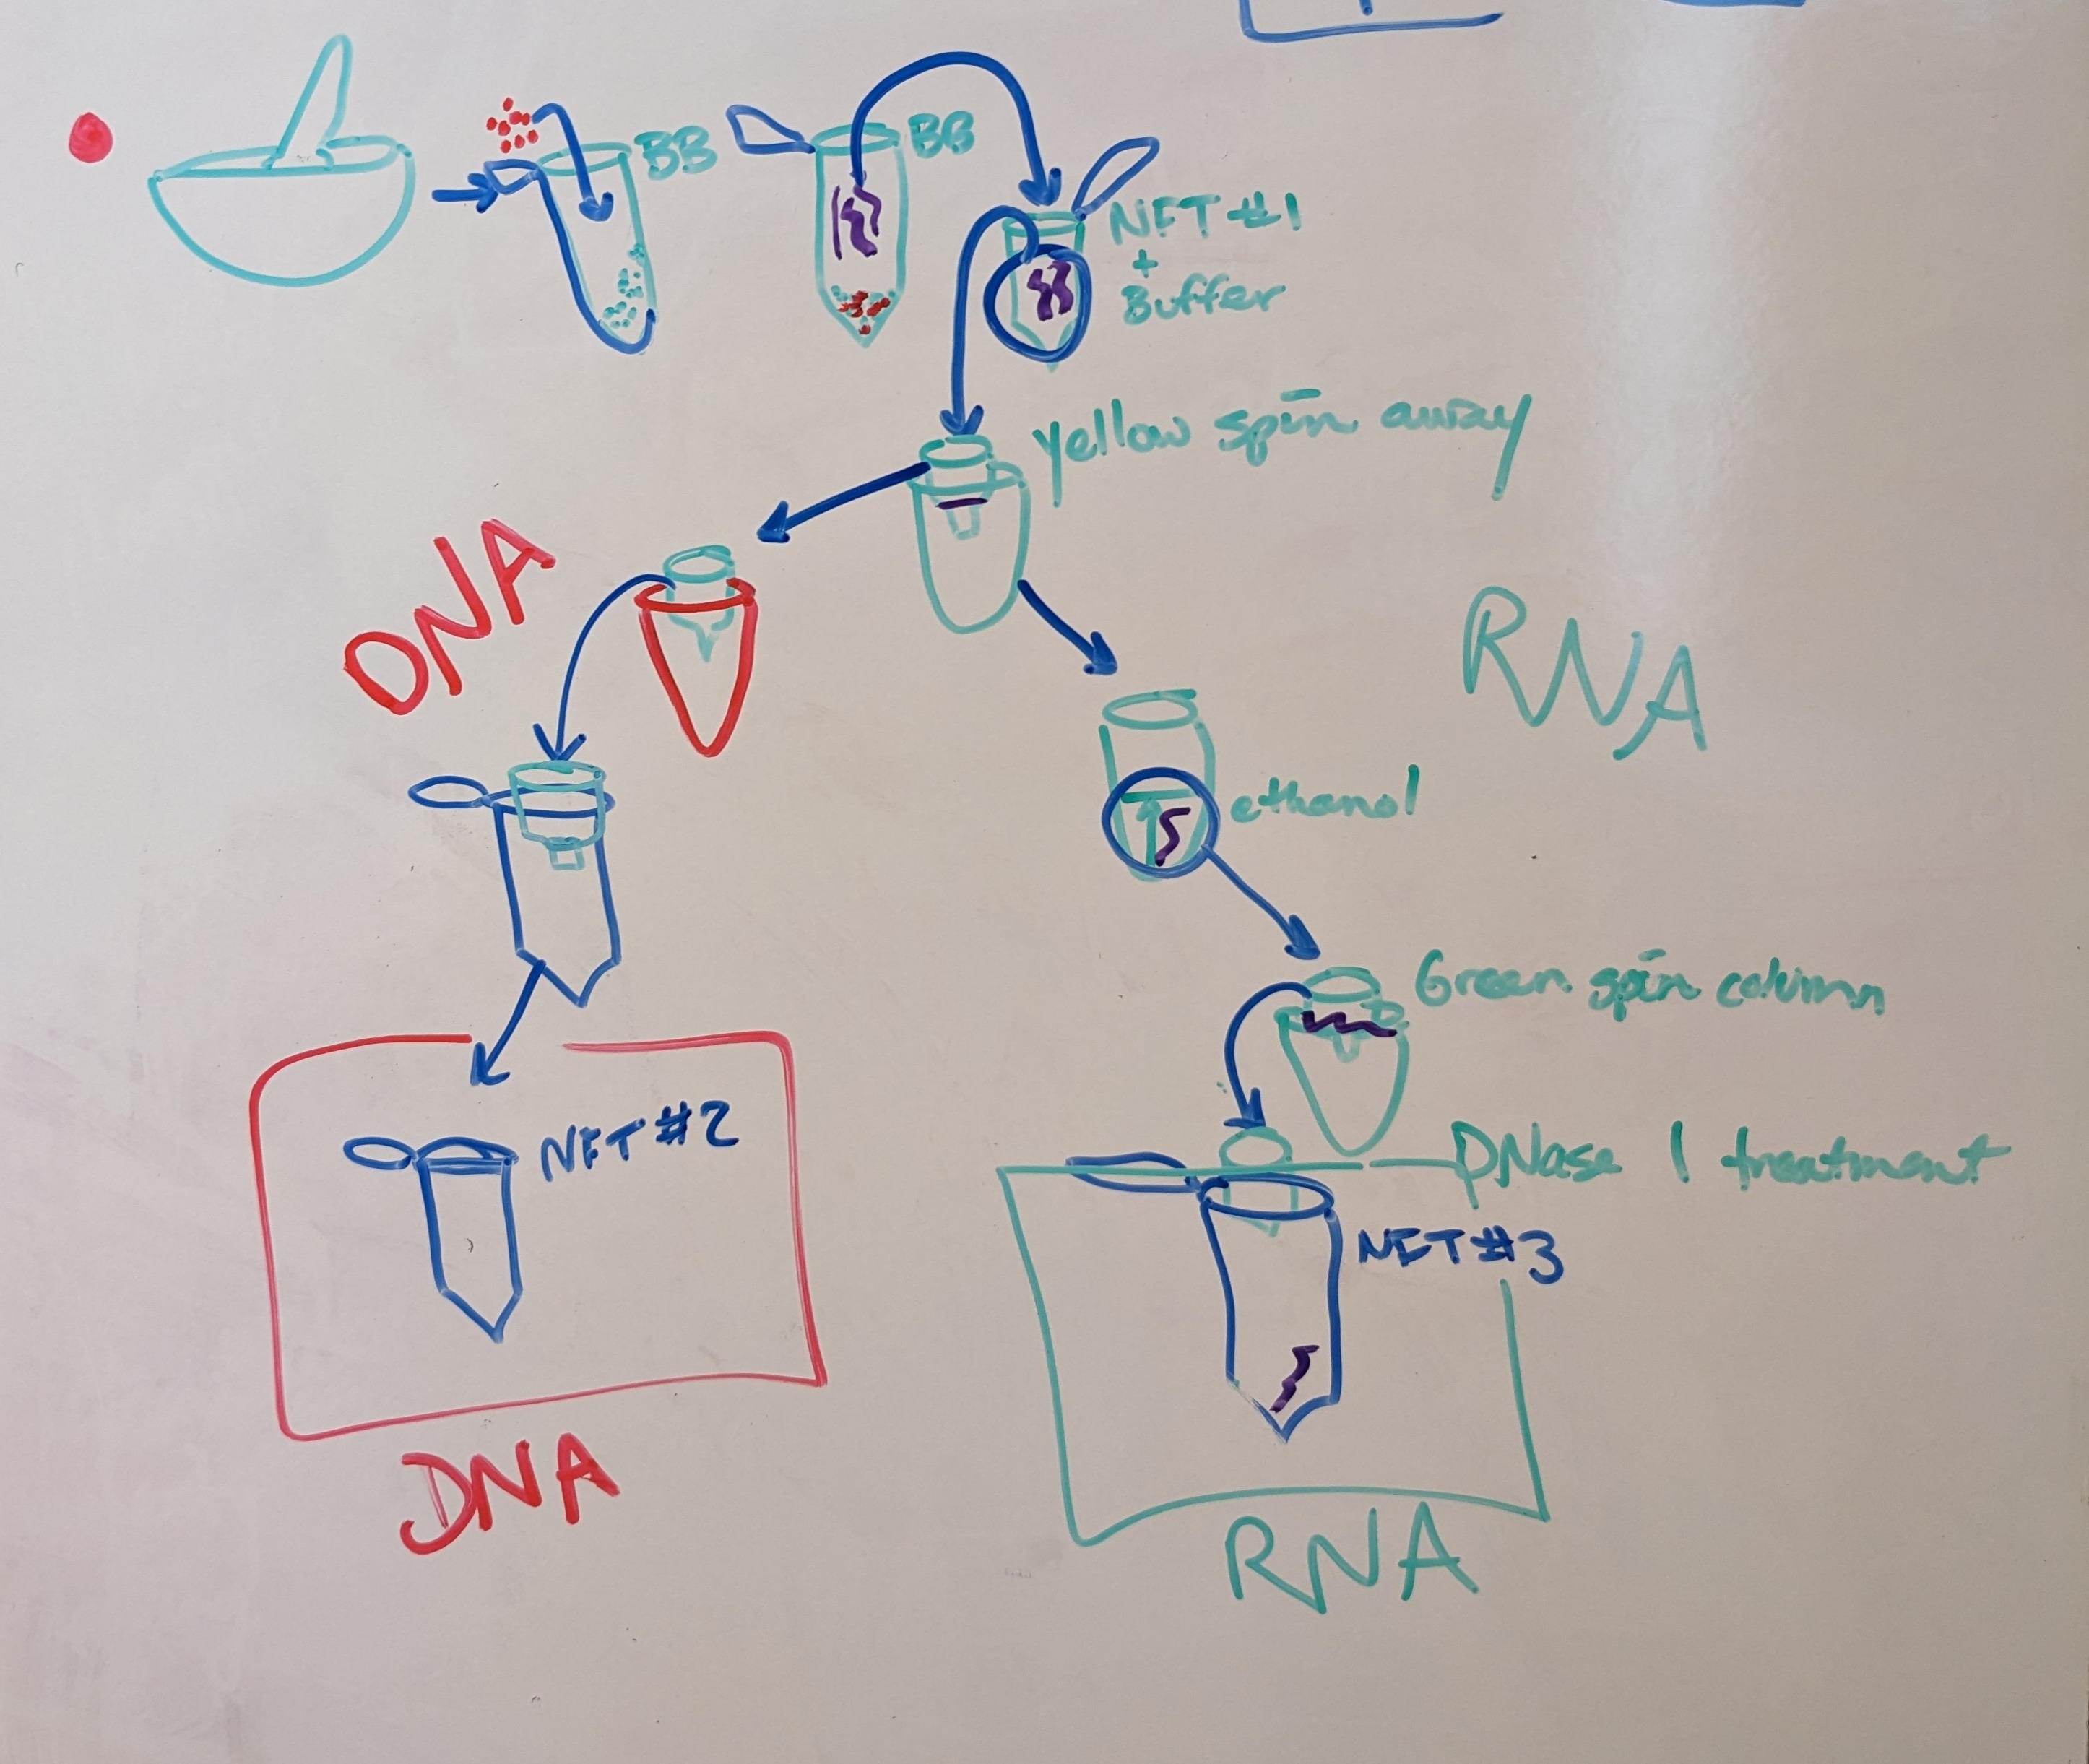 BB
BB
NFT #1
+
Buffer
yellow spin away
DNA
RNA
ethanol
Green spin column
NFT #2
DNase 1 treatment
NFT #3
DNA
RNA